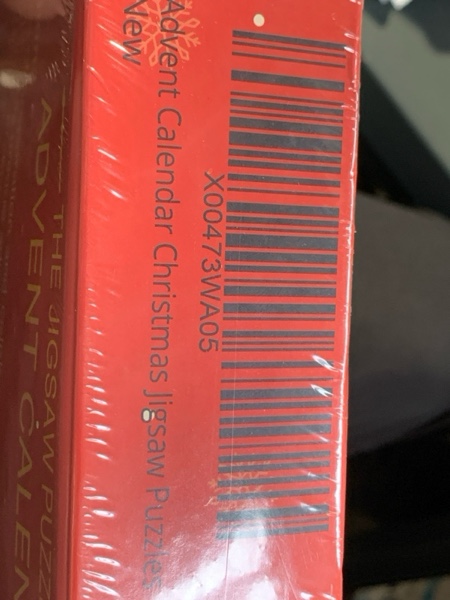 X00473WA05
Advent Calendar Christmas Jigsaw Puzzles
New
THE JIGSAW PUZZ
ADVENT CALEN